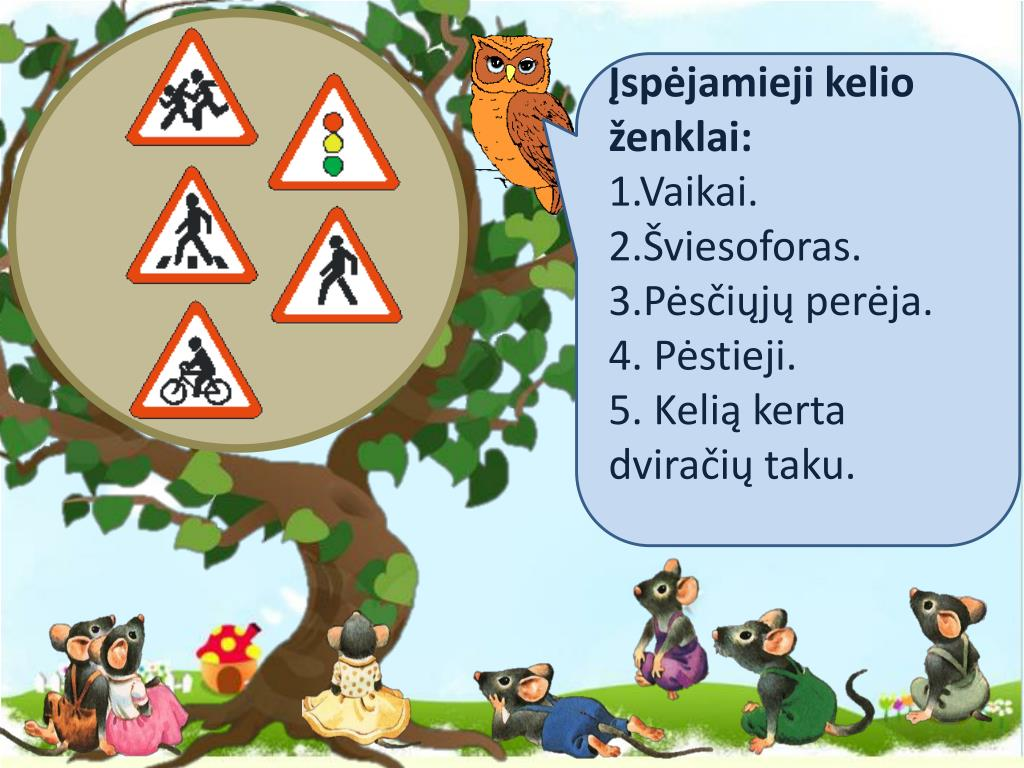 Įspėjamieji kelio
ženklai:
1.Vaikai.
2.Šviesoforas.
3.Pėsčiųjų perėja.
4. Pėstieji.
5. Kelią kerta
dviračių taku.